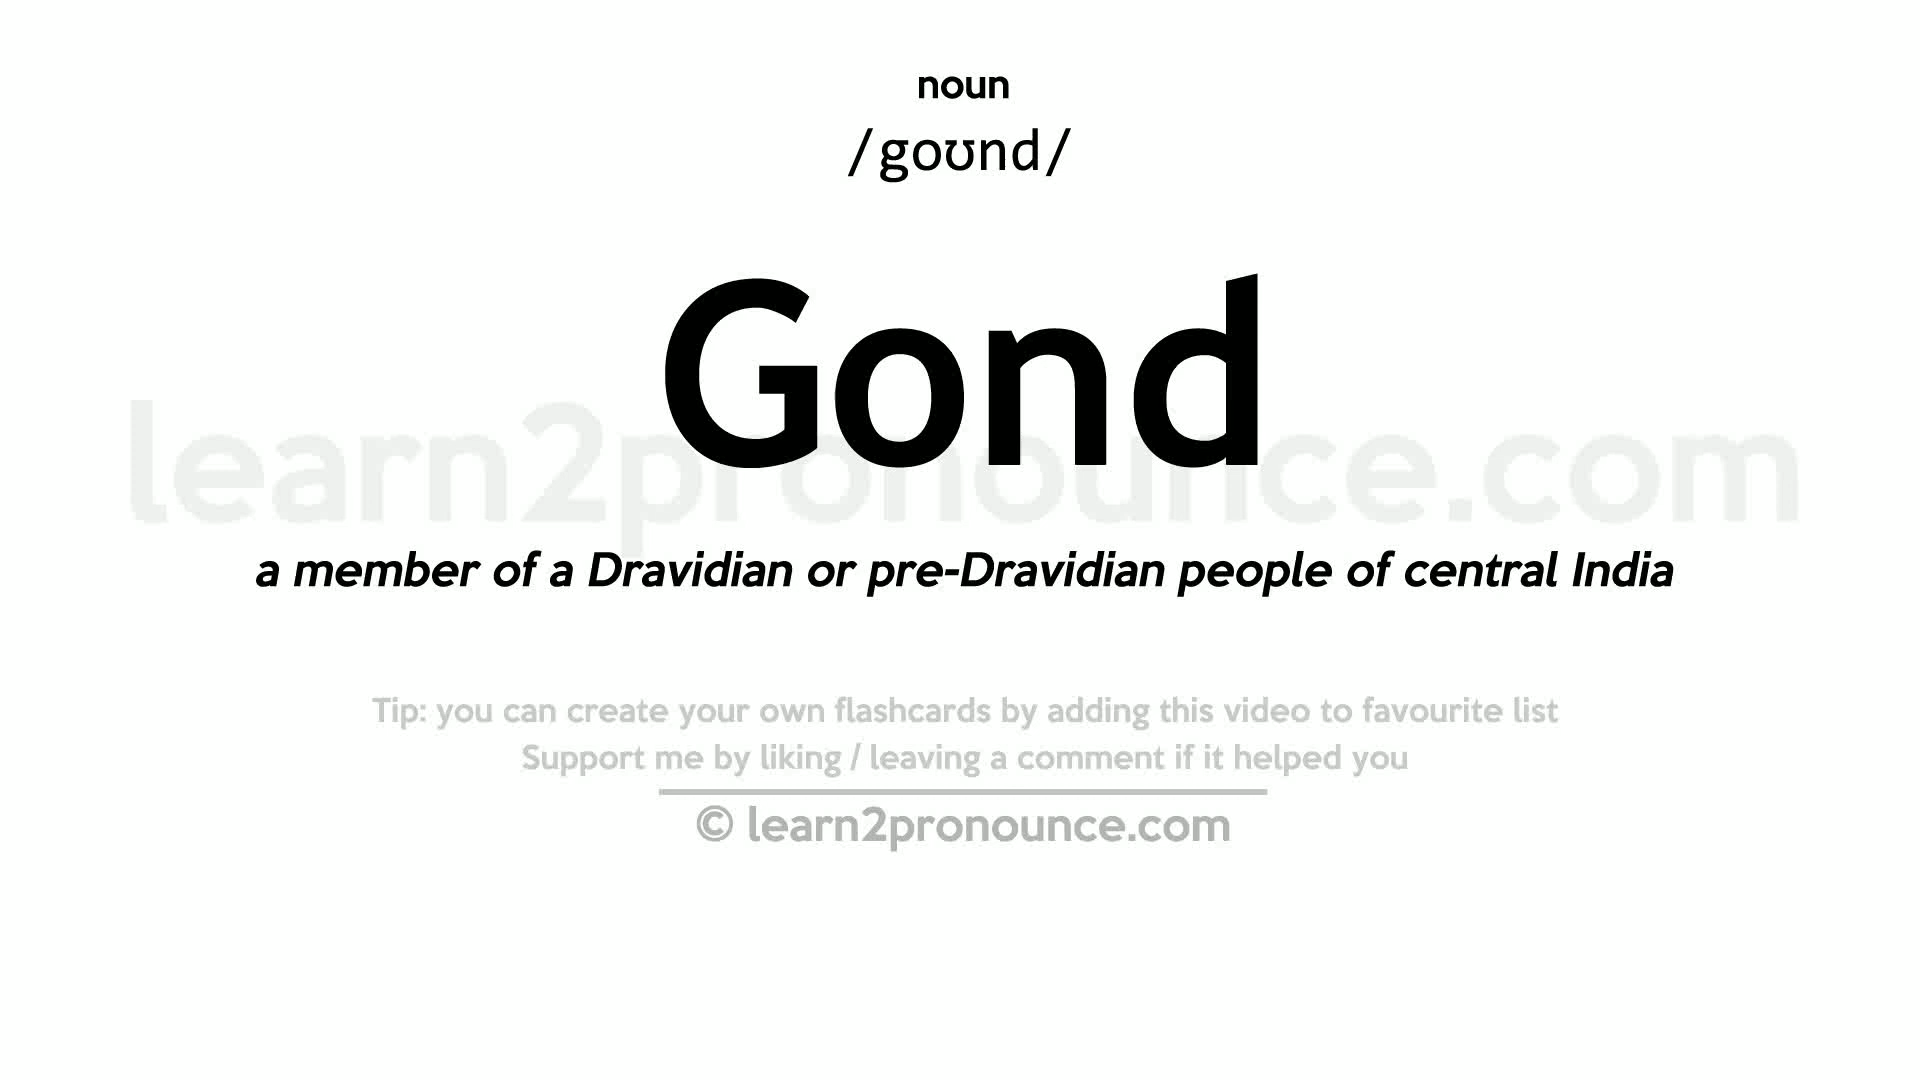 noun
/goʊnd/
Gond
learn2pronounce.com
a member of a Dravidian or pre-Dravidian people of central India
Tip: you can create your own flashcards by adding this video to favourite list
Support me by liking / leaving a comment if it helped you
© learn2pronounce.com